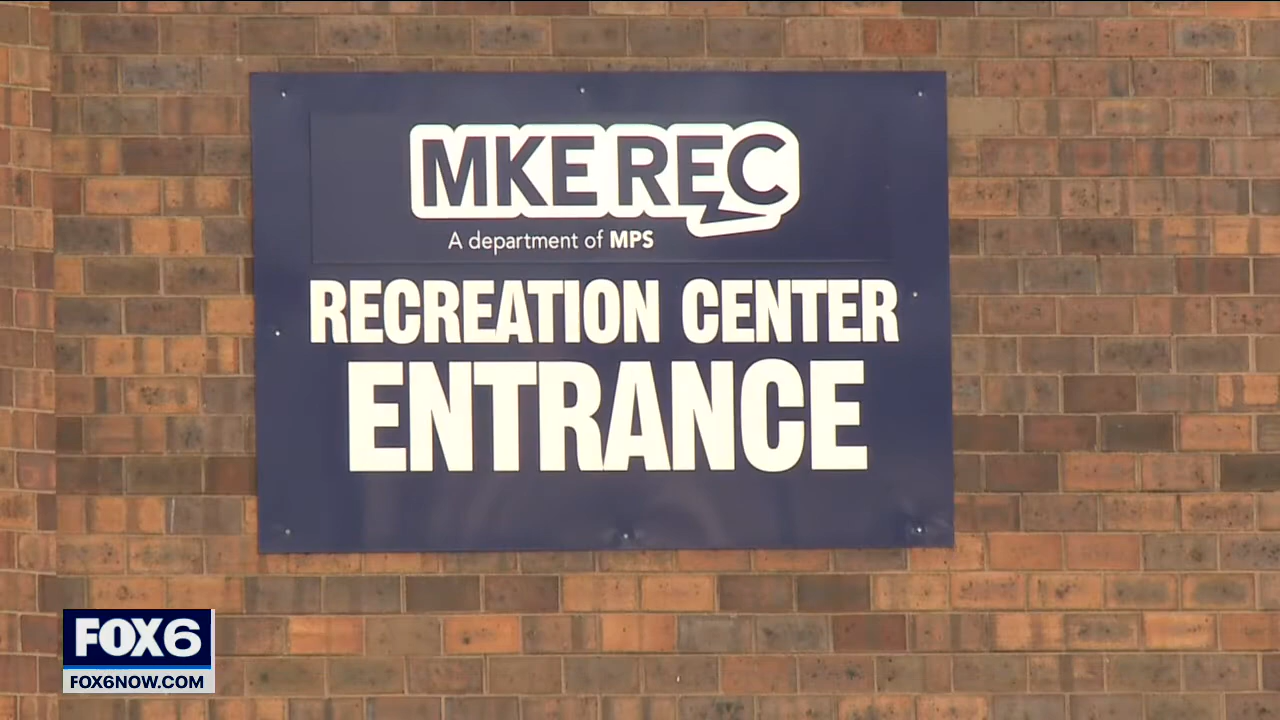 MKE REC
A department of MPS
RECREATION CENTER
ENTRANCE
FOX6
FOX6NOW.COM